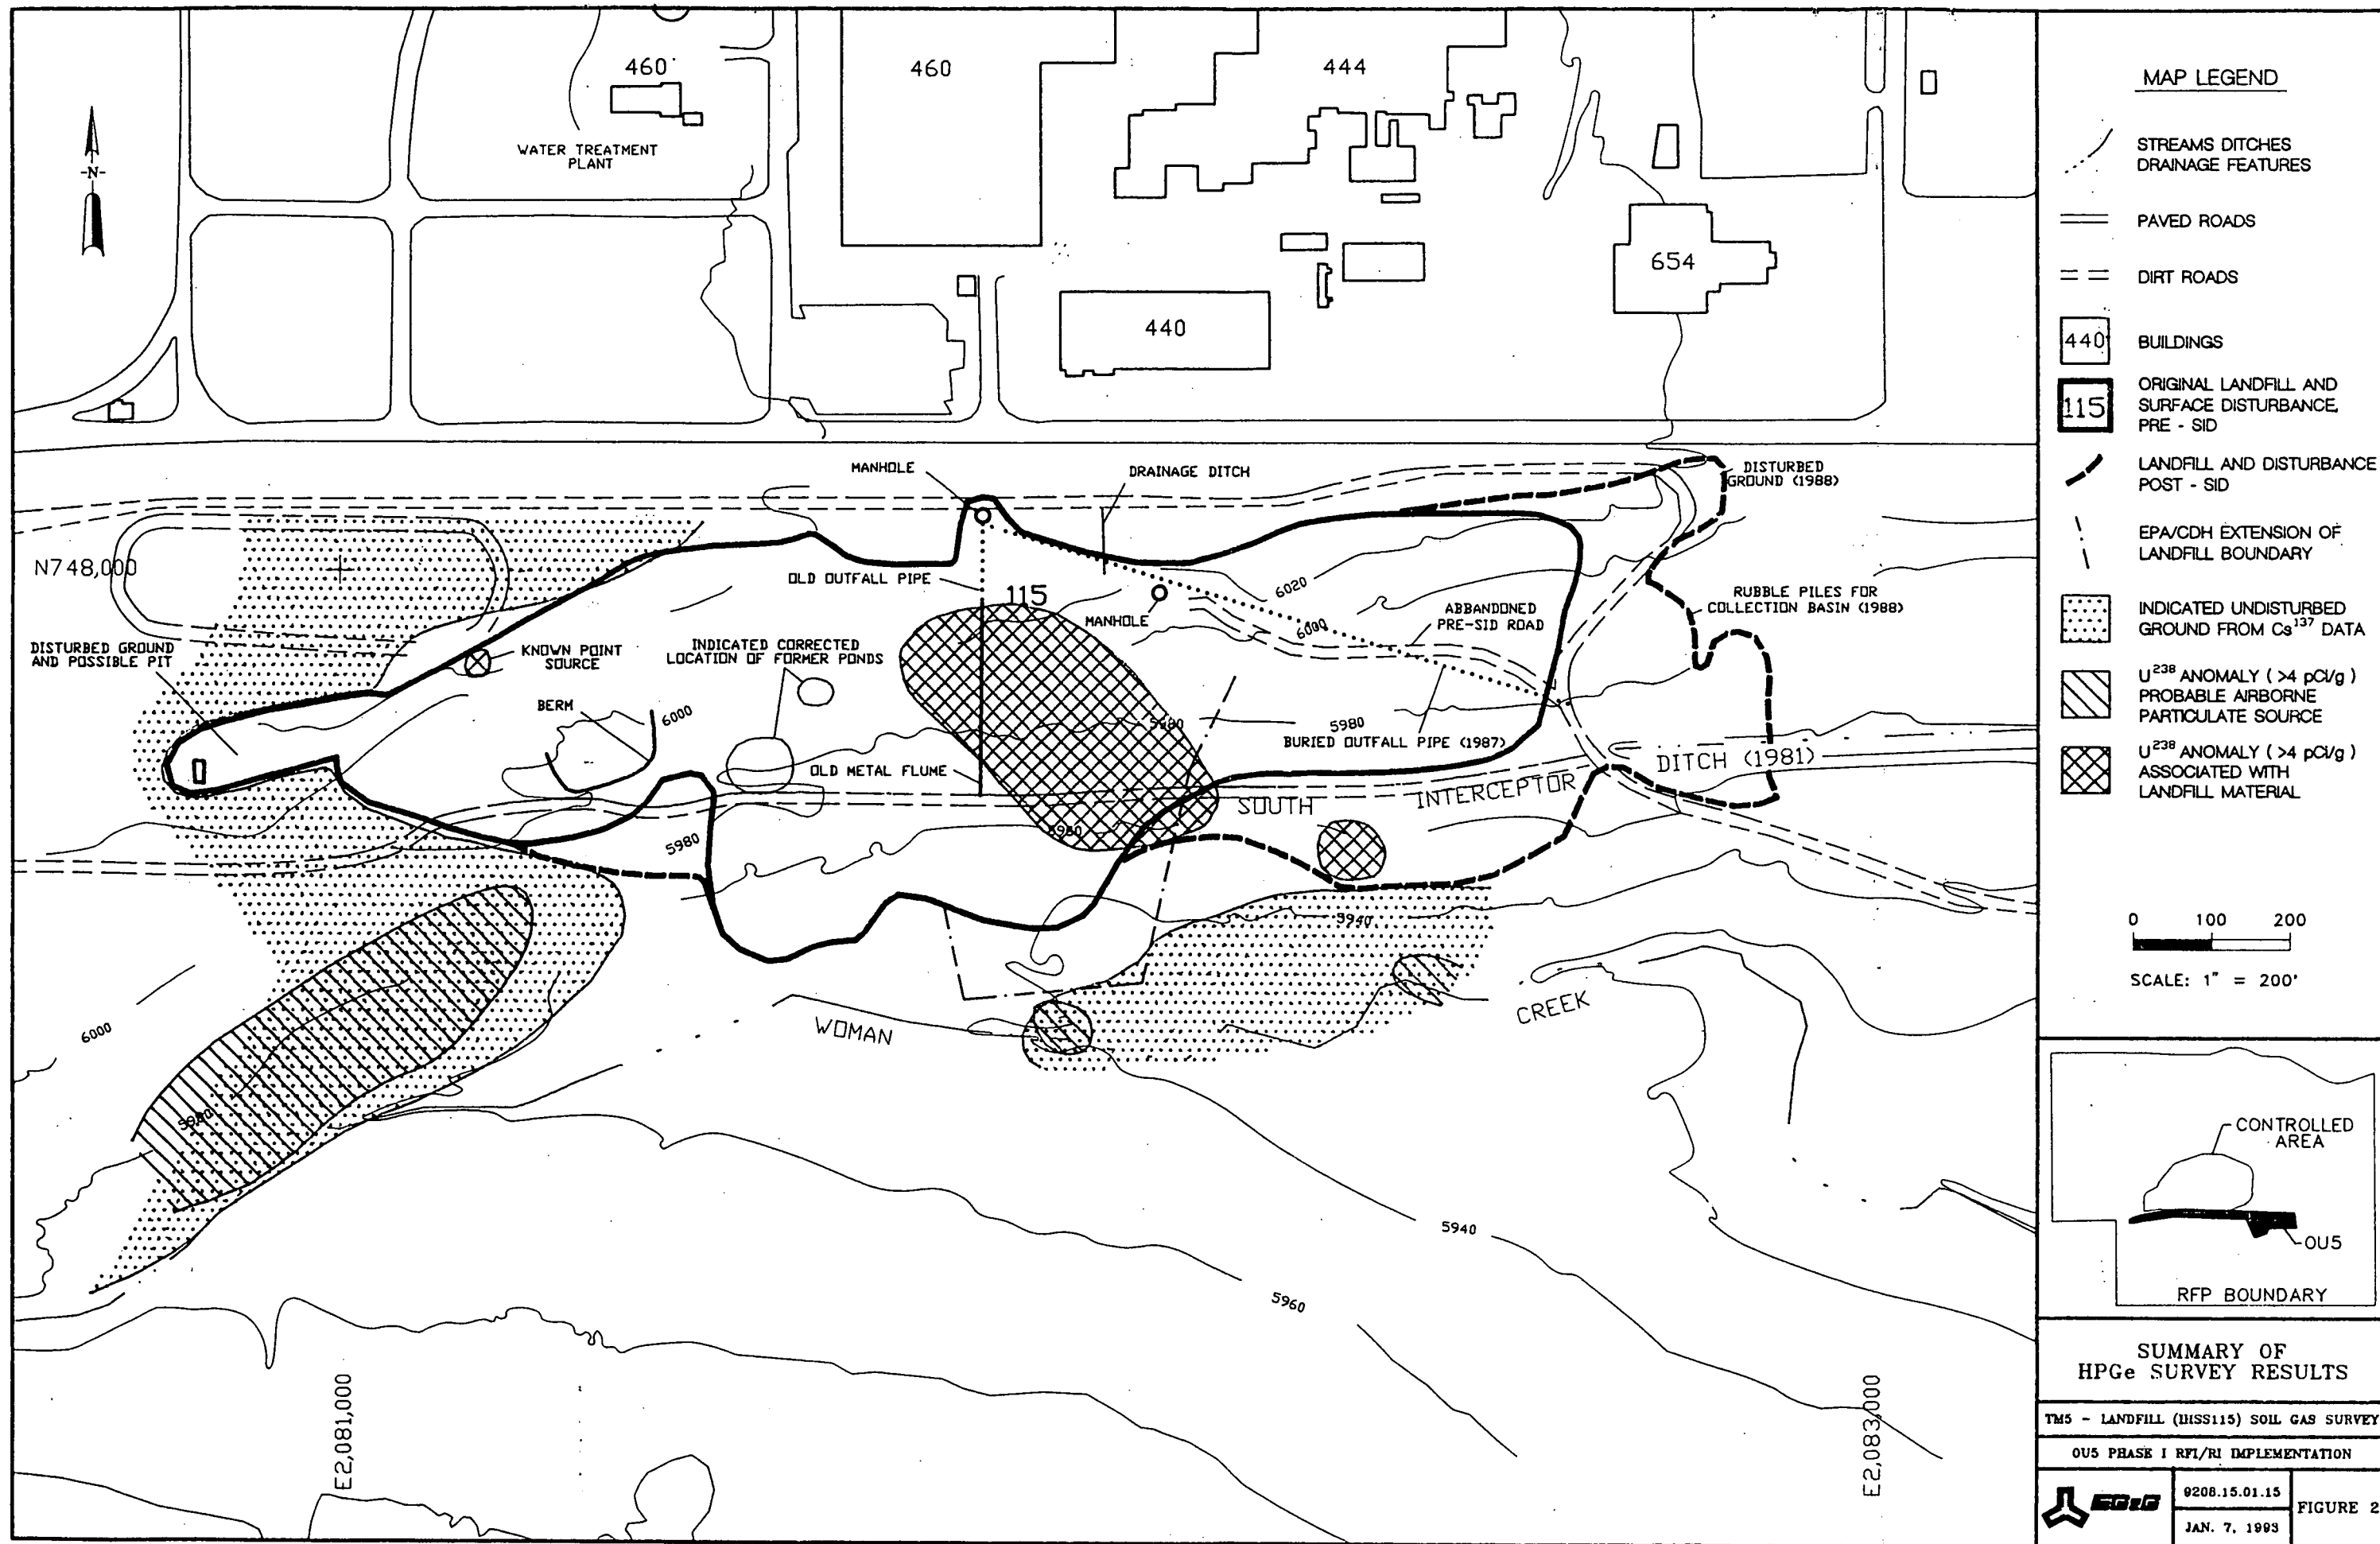 460
460
444
WATER TREATMENT
PLANT
-N-
654
440
MANHOLE
DRAINAGE DITCH
DISTURBED
GROUND (1988)
N748,000
OLD OUTFALL PIPE
115
6020
RUBBLE PILES FOR
COLLECTION BASIN (1988)
ABBANDONED
PRE-SID ROAD
MANHOLE
6000
DISTURBED GROUND
AND POSSIBLE PIT
KNOWN POINT
SOURCE
INDICATED CORRECTED
LOCATION OF FORMER PONDS
BERM
6000
5980
5980
BURIED OUTFALL PIPE (1987)
OLD METAL FLUME
SOUTH
INTERCEPTOR
DITCH (1981)
5980
5960
5940
WOMAN
CREEK
6000
5980
5940
5960
E2,081,000
E2,083,000
MAP LEGEND
STREAMS DITCHES
DRAINAGE FEATURES
PAVED ROADS
DIRT ROADS
440
BUILDINGS
115
ORIGINAL LANDFILL AND
SURFACE DISTURBANCE,
PRE - SID
LANDFILL AND DISTURBANCE
POST - SID
EPA/CDH EXTENSION OF
LANDFILL BOUNDARY
INDICATED UNDISTURBED
GROUND FROM Cs¹³⁷ DATA
U²³⁸ ANOMALY ( >4 pCi/g )
PROBABLE AIRBORNE
PARTICULATE SOURCE
U²³⁸ ANOMALY ( >4 pCi/g )
ASSOCIATED WITH
LANDFILL MATERIAL
0 100 200
SCALE: 1" = 200'
CONTROLLED
AREA
OU5
RFP BOUNDARY
SUMMARY OF
HPGe SURVEY RESULTS
TM5 - LANDFILL (IHSS115) SOIL GAS SURVEY
OU5 PHASE I RFI/RI IMPLEMENTATION
EG&G
9208.15.01.15
JAN. 7, 1993
FIGURE 2